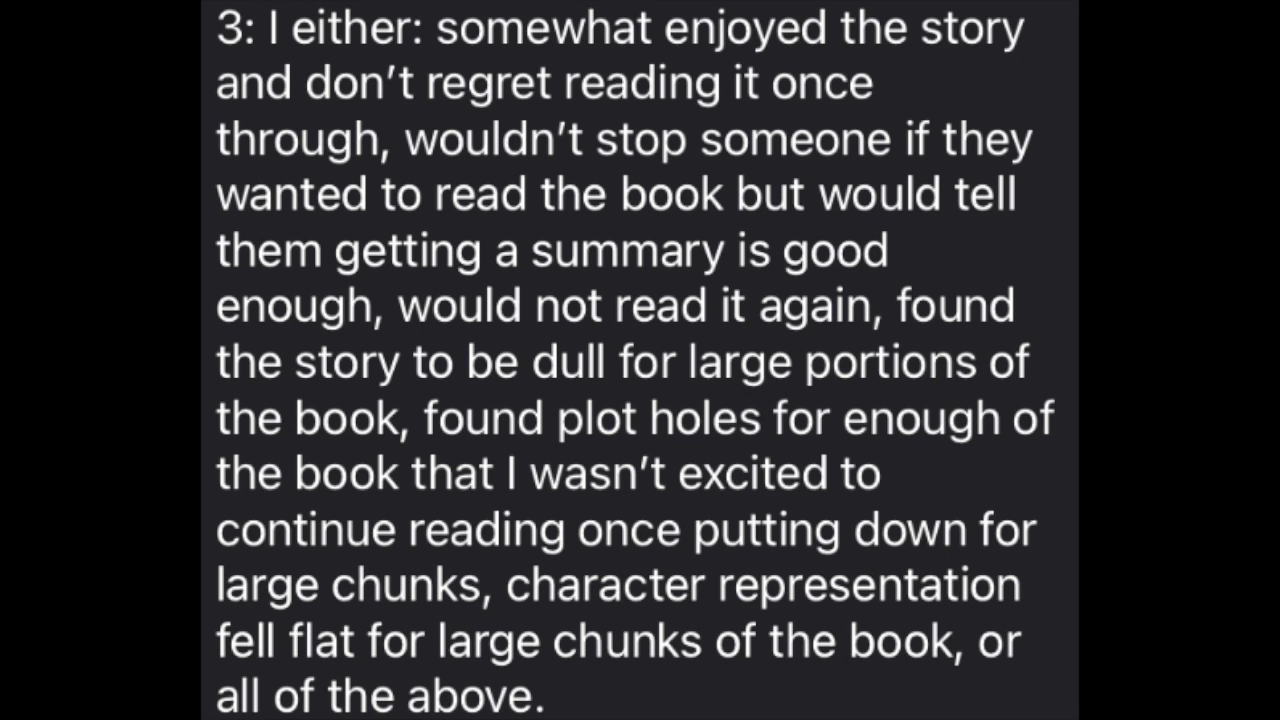 3: I either: somewhat enjoyed the story
and don’t regret reading it once
through, wouldn’t stop someone if they
wanted to read the book but would tell
them getting a summary is good
enough, would not read it again, found
the story to be dull for large portions of
the book, found plot holes for enough of
the book that I wasn’t excited to
continue reading once putting down for
large chunks, character representation
fell flat for large chunks of the book, or
all of the above.